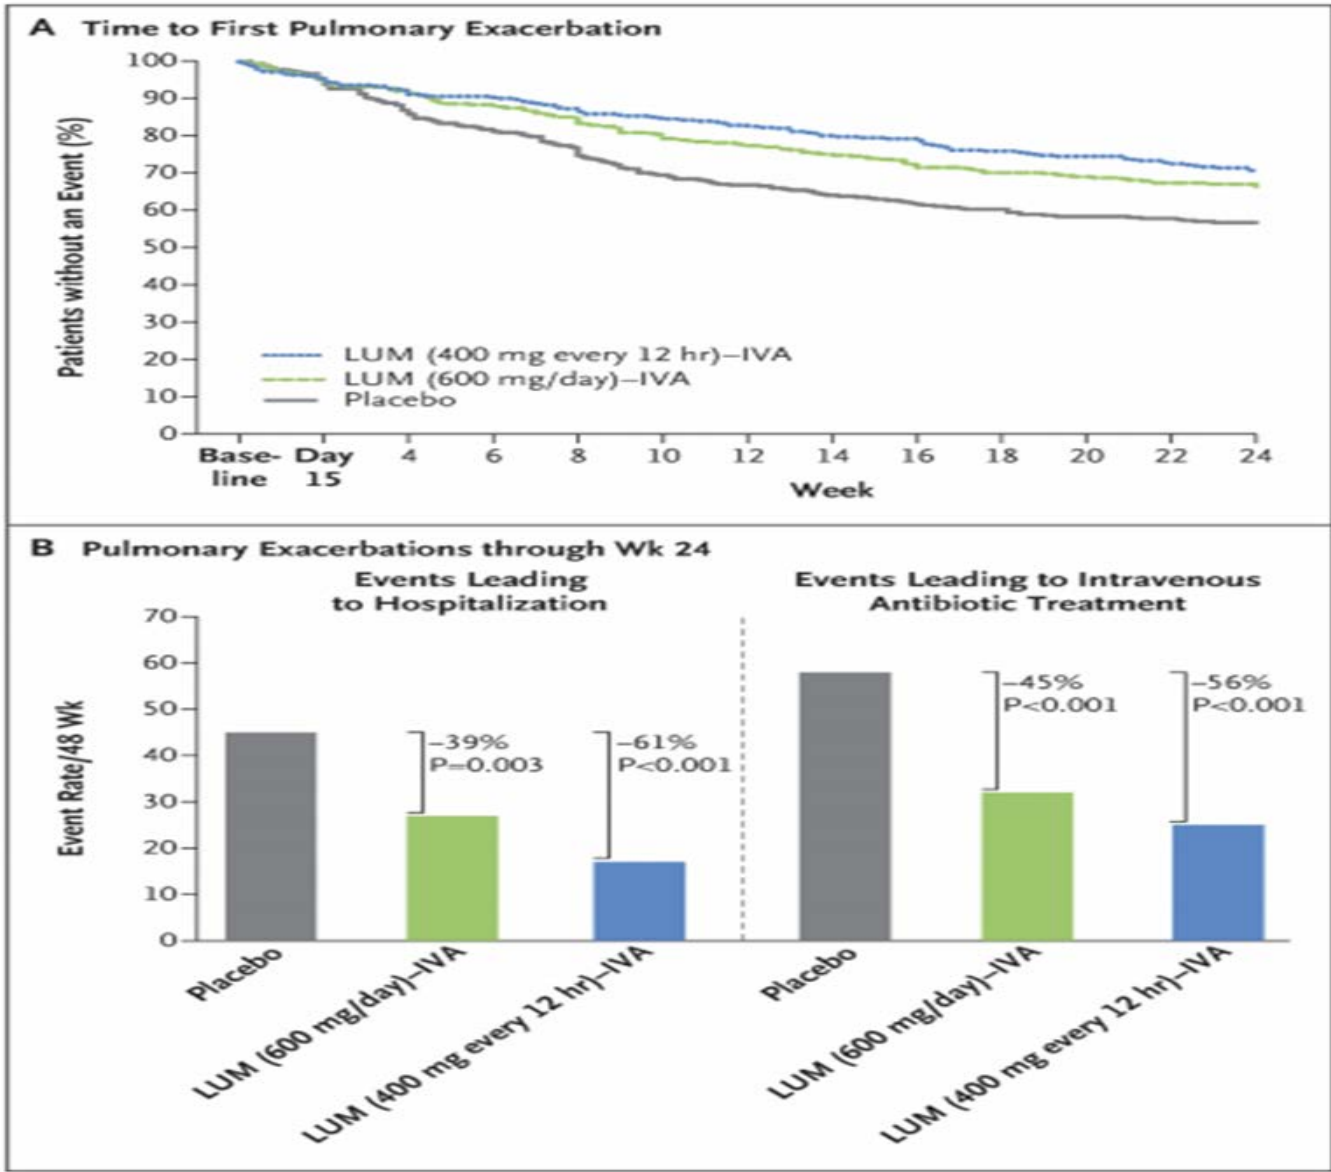 A Time to First Pulmonary Exacerbation
100
90
80
70
60
50
40
30
20
10
0
Patients without an Event (%)
LUM (400 mg every 12 hr)–IVA
LUM (600 mg/day)–IVA
Placebo
Base- Day 4 6 8 10 12 14 16 18 20 22 24
line 15
Week
B Pulmonary Exacerbations through Wk 24
Events Leading
to Hospitalization
Events Leading to Intravenous
Antibiotic Treatment
70
60
50
40
30
20
10
0
Event Rate/48 Wk
–39%
P=0.003
–61%
P<0.001
–45%
P<0.001
–56%
P<0.001
Placebo
LUM (600 mg/day)–IVA
LUM (400 mg every 12 hr)–IVA
Placebo
LUM (600 mg/day)–IVA
LUM (400 mg every 12 hr)–IVA